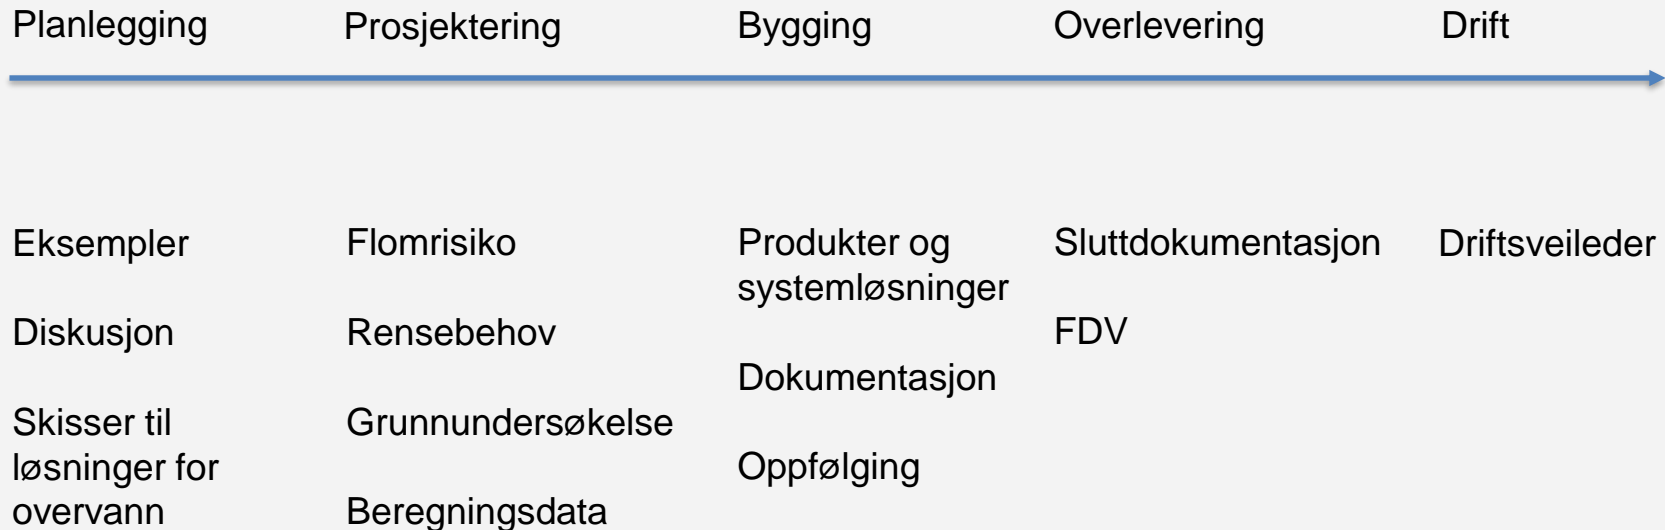 Planlegging
Prosjektering
Bygging
Overlevering
Drift
Eksempler
Diskusjon
Skisser til
løsninger for
overvann
Flomrisiko
Rensebehov
Grunnundersøkelse
Beregningsdata
Produkter og
systemløsninger
Dokumentasjon
Oppfølging
Sluttdokumentasjon
FDV
Driftsveileder